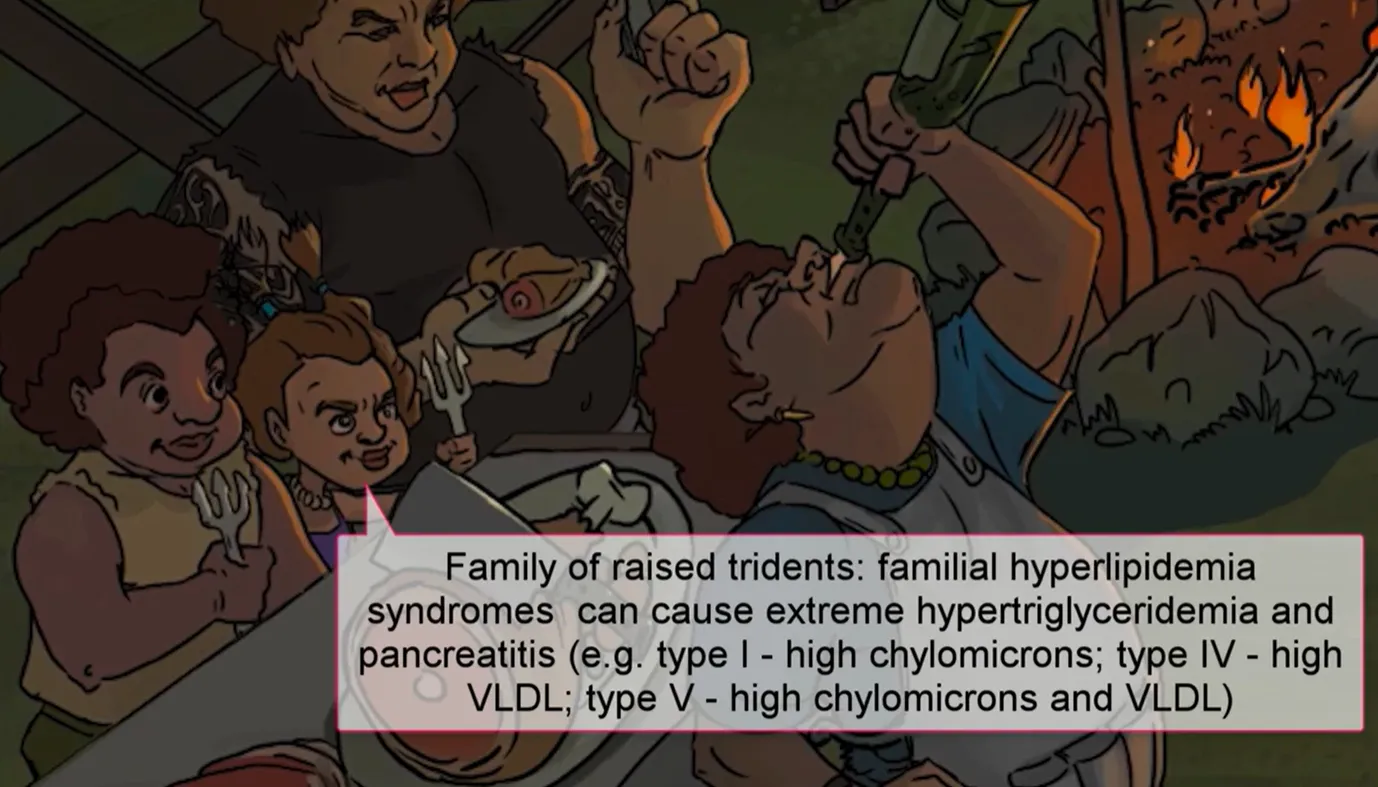 Family of raised tridents: familial hyperlipidemia
syndromes can cause extreme hypertriglyceridemia and
pancreatitis (e.g. type I - high chylomicrons; type IV - high
VLDL; type V - high chylomicrons and VLDL)